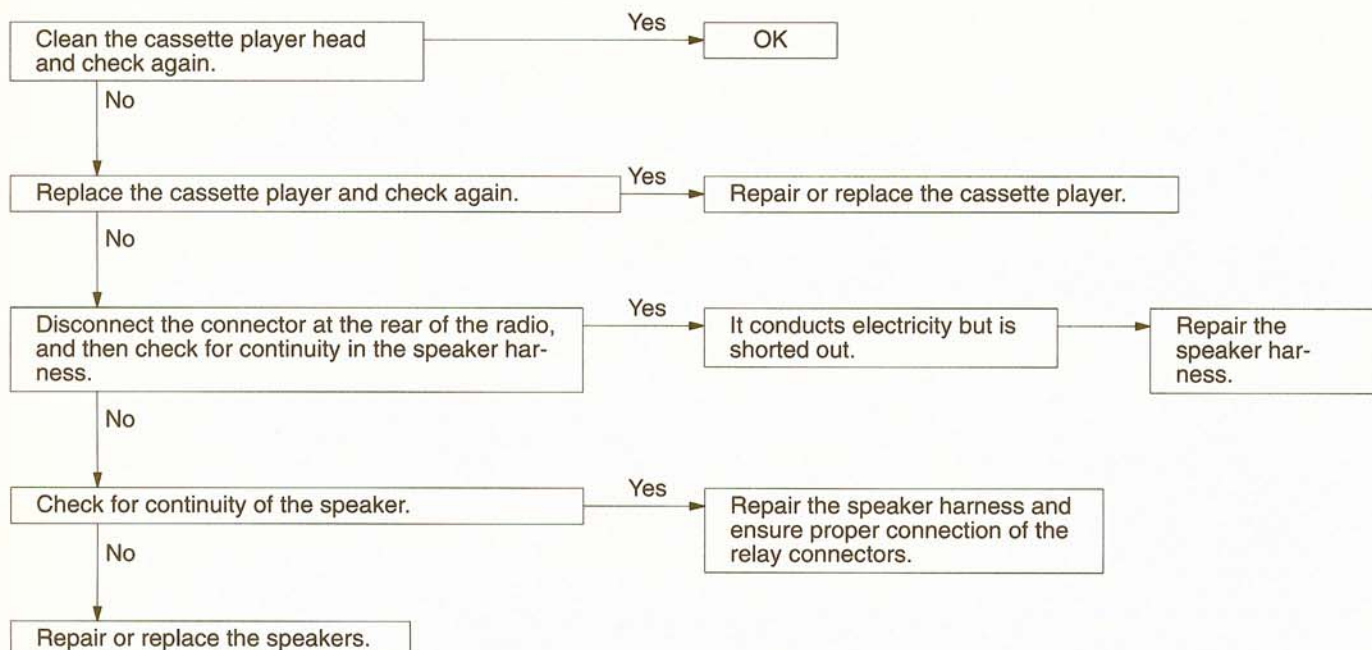 Clean the cassette player head
and check again.
Yes
OK
No
Replace the cassette player and check again.
Yes
Repair or replace the cassette player.
No
Disconnect the connector at the rear of the radio,
and then check for continuity in the speaker har-
ness.
Yes
It conducts electricity but is
shorted out.
Repair the
speaker har-
ness.
No
Check for continuity of the speaker.
Yes
Repair the speaker harness and
ensure proper connection of the
relay connectors.
No
Repair or replace the speakers.